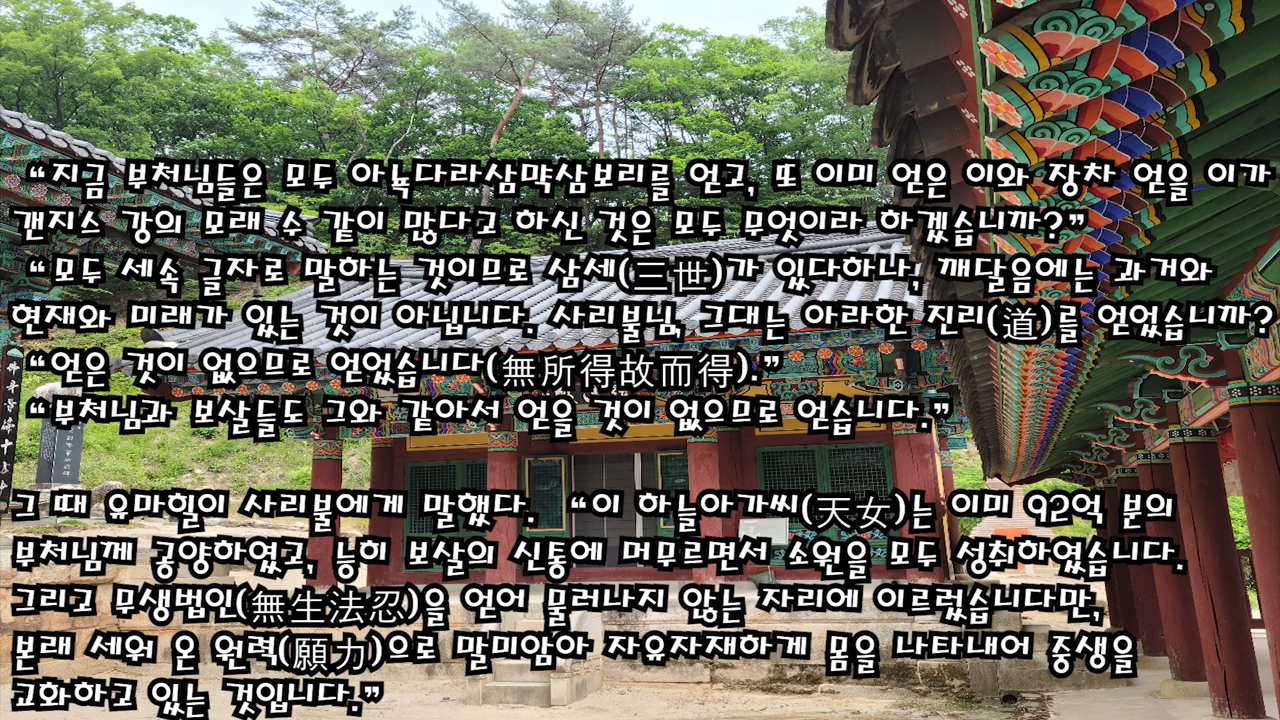 “지금 부처님들은 모두 아뇩다라삼먁삼보리를 얻고, 또 이미 얻은 이와 장차 얻을 이가
갠지스 강의 모래 수 같이 많다고 하신 것은 모두 무엇이라 하겠습니까?”
“모두 세속 글자로 말하는 것이므로 삼세(三世)가 있다하나, 깨달음에는 과거와
현재와 미래가 있는 것이 아닙니다. 사리불님, 그대는 아라한 진리(道)를 얻었습니까?
“얻은 것이 없으므로 얻었습니다(無所得故而得).”
“부처님과 보살들도 그와 같아서 얻을 것이 없으므로 얻습니다.”
그 때 유마힐이 사리불에게 말했다. “이 하늘아가씨(天女)는 이미 92억 분의
부처님께 공양하였고, 능히 보살의 신통에 머무르면서 소원을 모두 성취하였습니다.
그리고 무생법인(無生法忍)을 얻어 물러나지 않는 자리에 이르렀습니다만,
본래 세워 온 원력(願力)으로 말미암아 자유자재하게 몸을 나타내어 중생을
교화하고 있는 것입니다.”